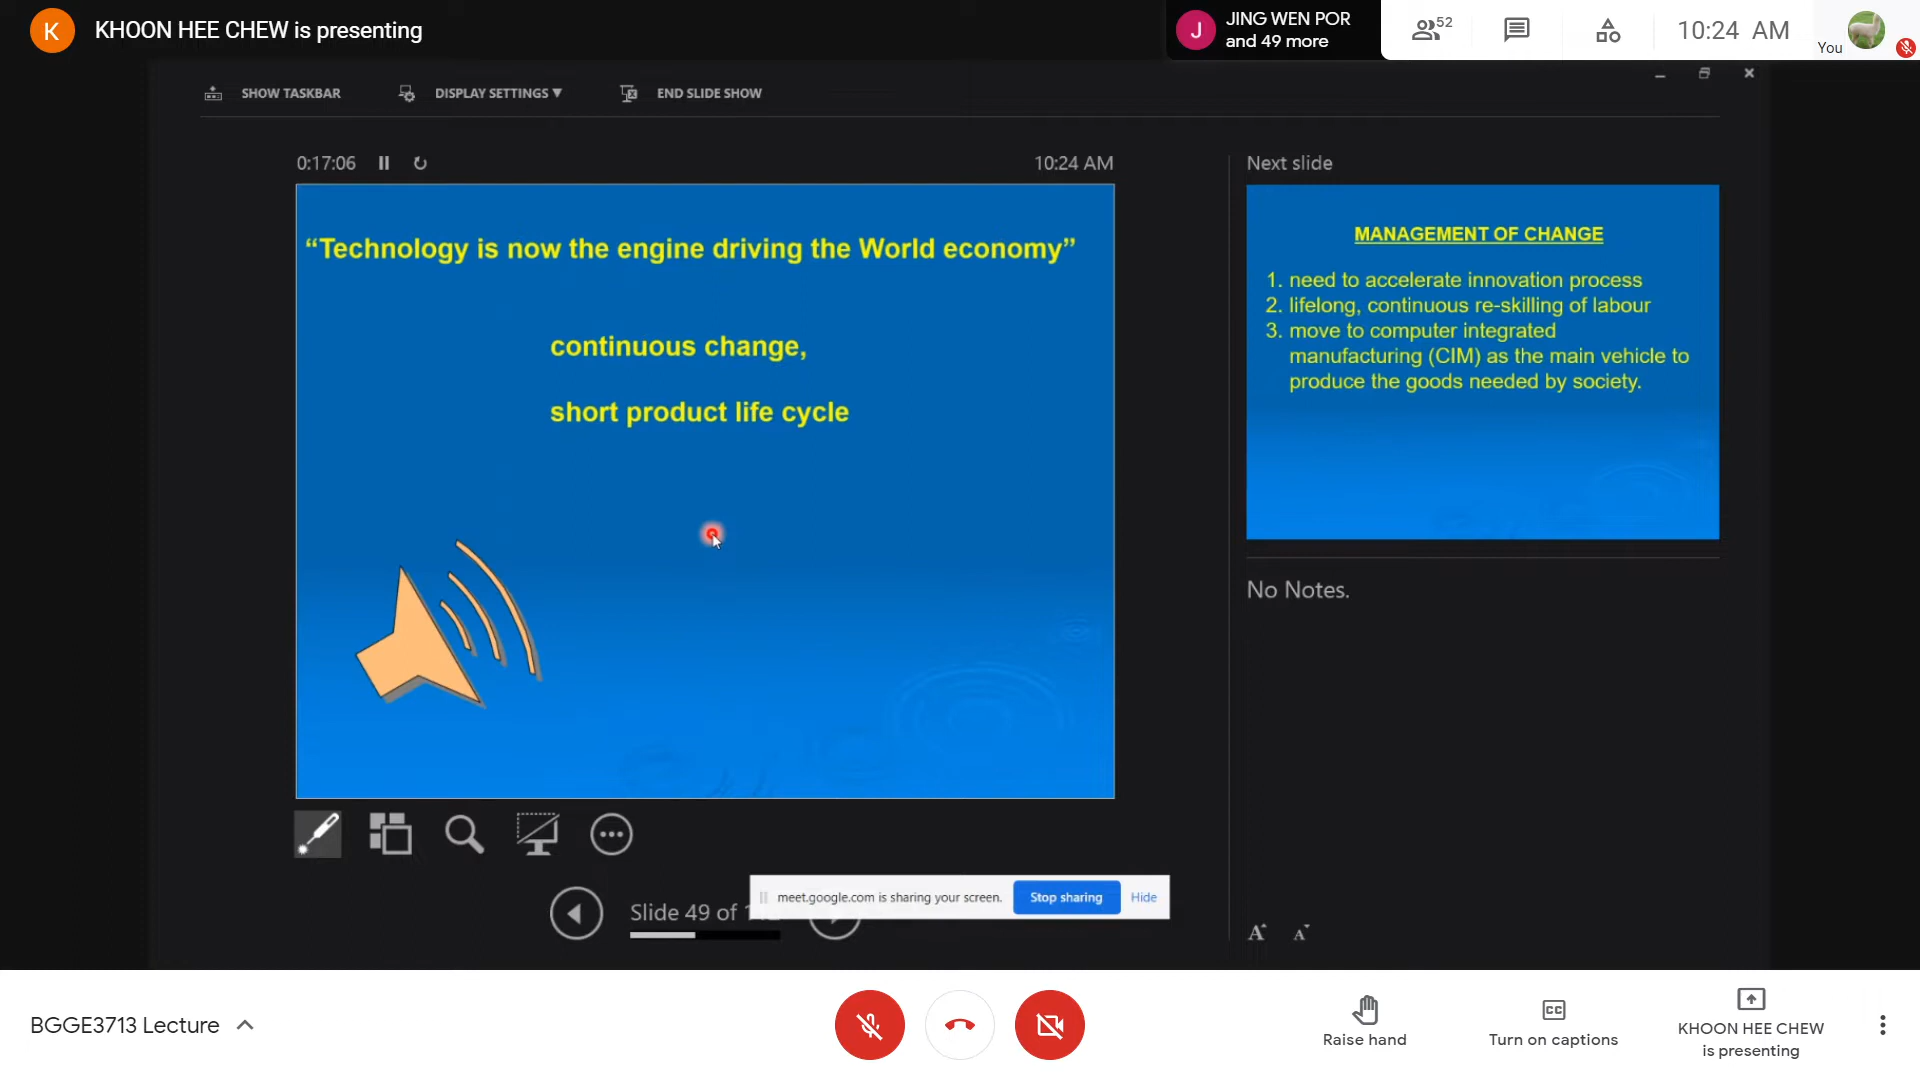 K
KHOON HEE CHEW is presenting
J
JING WEN POR
and 49 more
52
10:24 AM
You
SHOW TASKBAR
DISPLAY SETTINGS ▼
END SLIDE SHOW
0:17:06
10:24 AM
“Technology is now the engine driving the World economy”
continuous change,
short product life cycle
Next slide
MANAGEMENT OF CHANGE
1. need to accelerate innovation process
2. lifelong, continuous re-skilling of labour
3. move to computer integrated
manufacturing (CIM) as the main vehicle to
produce the goods needed by society.
No Notes.
Slide 49 of
meet.google.com is sharing your screen.
Stop sharing
Hide
A
A
BGGE3713 Lecture
Raise hand
CC
Turn on captions
KHOON HEE CHEW
is presenting